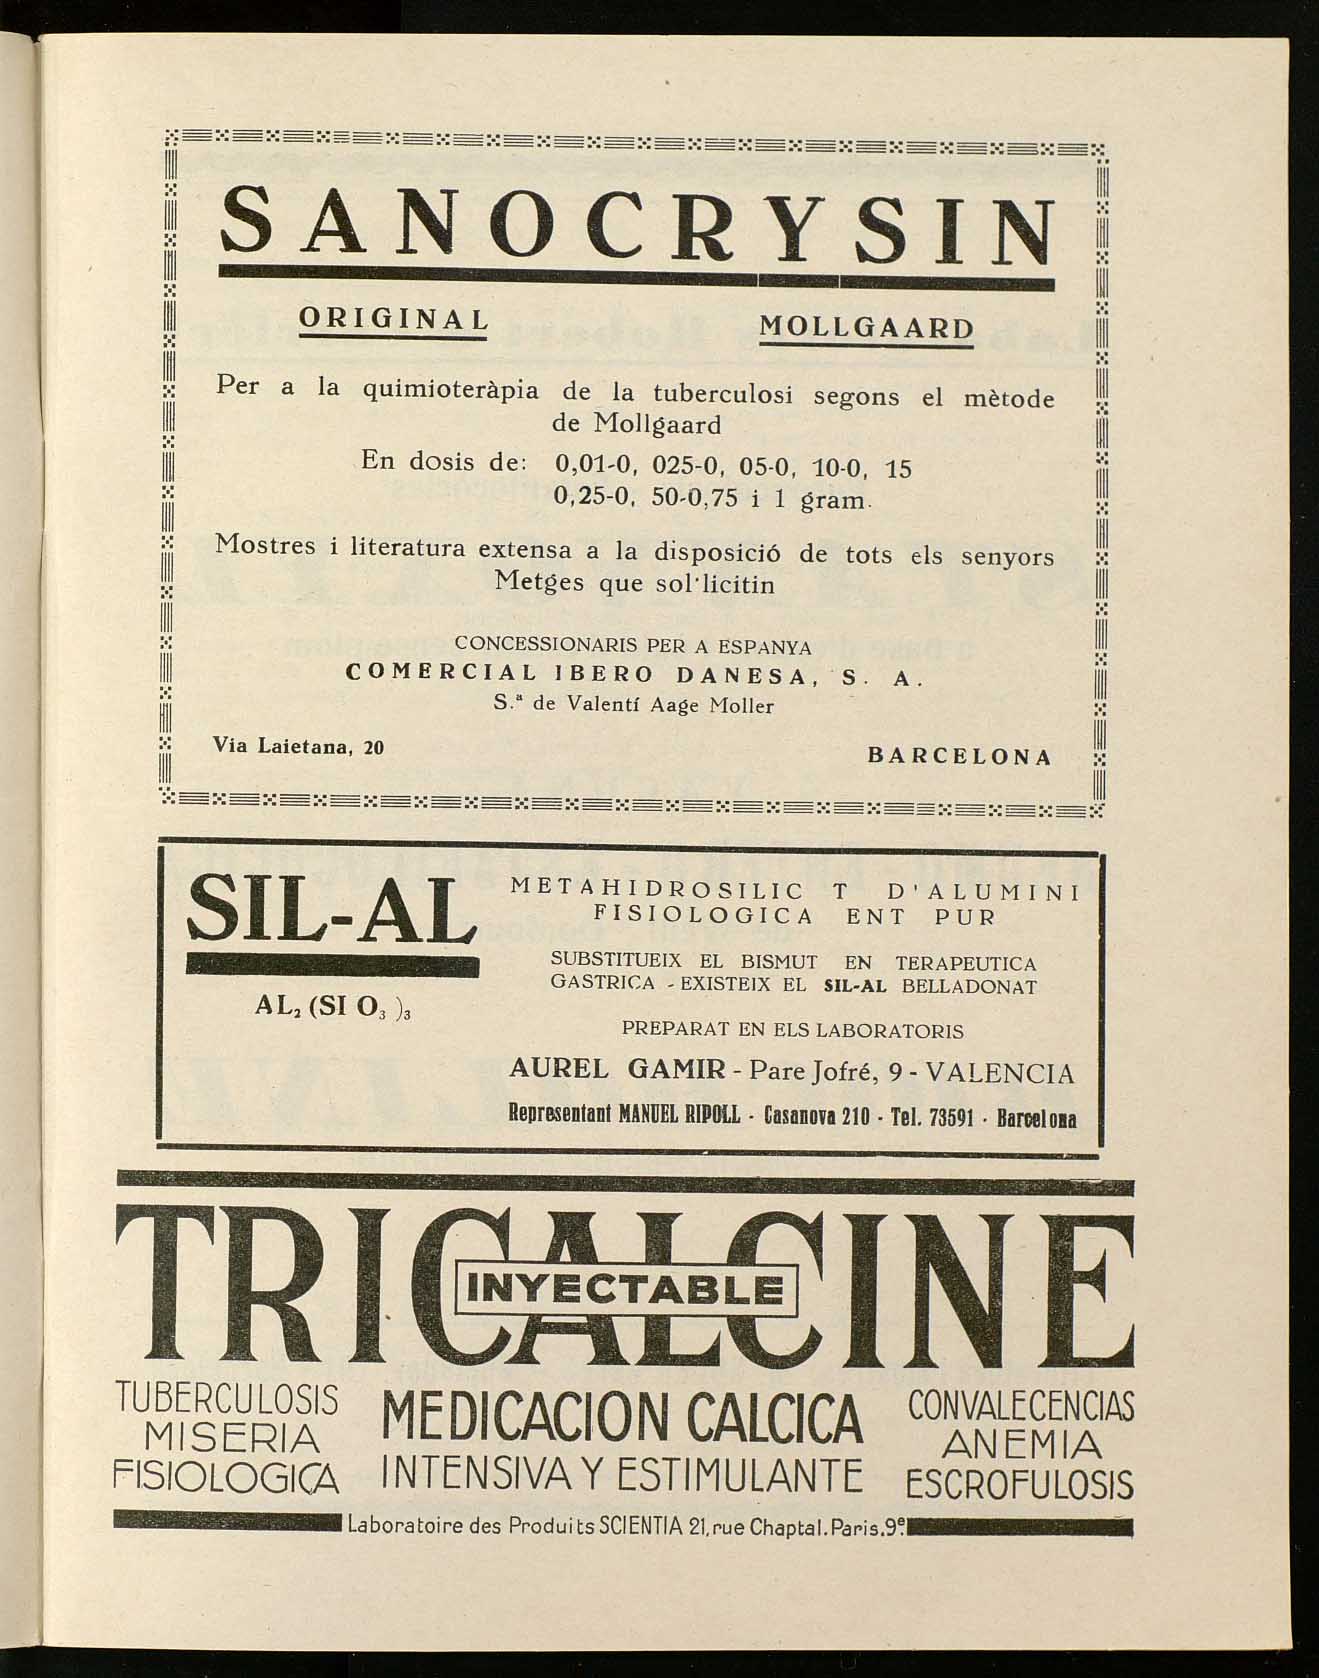 SANOCRYSIN
ORIGINAL MOLLGAARD
Per a la quimioteràpia de la tuberculosi segons el mètode
de Mollgaard
En dosis de: 0,01-0, 025-0, 05-0, 10-0, 15
0,25-0, 50-0,75 i 1 gram.
Mostres i literatura extensa a la disposició de tots els senyors
Metges que sol·licitin
CONCESSIONARIS PER A ESPANYA
COMERCIAL IBERO DANESA, S. A.
S.ª de Valentí Aage Moller
Via Laietana, 20 BARCELONA
SIL-AL
AL₂ (SI O₃ )₃
METAHIDROSILIC T D'ALUMINI
FISIOLOGICA ENT PUR
SUBSTITUEIX EL BISMUT EN TERAPEUTICA
GASTRICA - EXISTEIX EL SIL-AL BELLADONAT
PREPARAT EN ELS LABORATORIS
AUREL GAMIR - Pare Jofré, 9 - VALENCIA
Representant MANUEL RIPOLL - Casanova 210 - Tel. 73591 - Barcelona
TRICALCINE
INYECTABLE
TUBERCULOSIS
MISERIA
FISIOLOGICA
MEDICACION CALCICA
INTENSIVA Y ESTIMULANTE
CONVALECENCIAS
ANEMIA
ESCROFULOSIS
Laboratoire des Produits SCIENTIA 21, rue Chaptal. Paris. 9e.